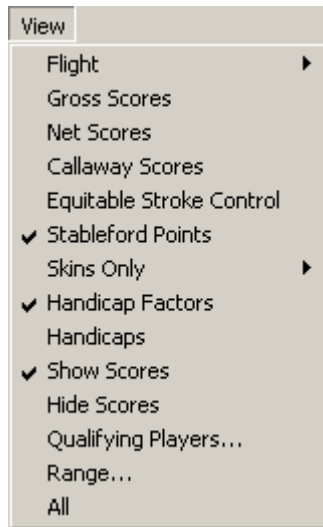 View
Flight
Gross Scores
Net Scores
Callaway Scores
Equitable Stroke Control
Stableford Points
Skins Only
Handicap Factors
Handicaps
Show Scores
Hide Scores
Qualifying Players...
Range...
All